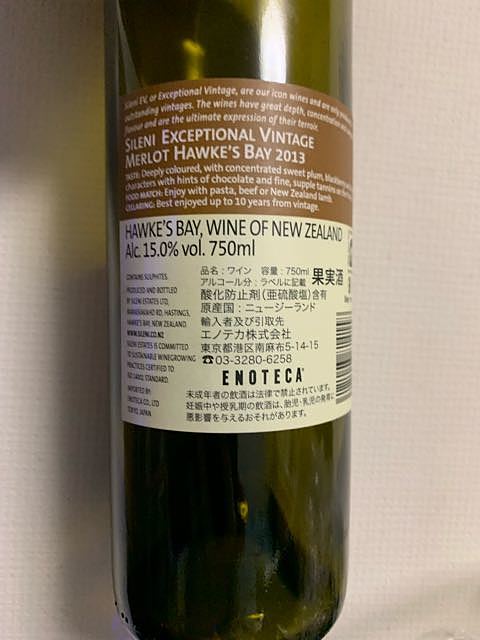 Sileni EV, or Exceptional Vintage, are our icon wines and are only
outstanding vintages. The wines have great depth, concentration
flavour and are the ultimate expression of their terroir.
SILENI EXCEPTIONAL VINTAGE
MERLOT HAWKE'S BAY 2013
TASTE: Deeply coloured, with concentrated sweet plum, blackberry
characters with hints of chocolate and fine, supple tannins
FOOD MATCH: Enjoy with pasta, beef or New Zealand lamb.
CELLARING: Best enjoyed up to 10 years from vintage.
HAWKE'S BAY, WINE OF NEW ZEALAND
Alc. 15.0% vol. 750ml
CONTAINS SULPHITES.
PRODUCED AND BOTTLED
BY SILENI ESTATES LTD,
RD, HASTINGS,
HAWKE'S BAY, NEW ZEALAND
WWW.SILENI.CO.NZ
SILENI ESTATES IS COMMITTED
TO SUSTAINABLE WINEGROWING
PRACTICES CERTIFIED TO
ISO 14001 STANDARD.
IMPORTED BY:
ENOTECA CO., LTD
TOKYO, JAPAN
品名：ワイン 容量：750ml 果実酒
アルコール分：ラベルに記載
酸化防止剤（亜硫酸塩）含有
原産国：ニュージーランド
輸入者及び引取先
エノテカ株式会社
東京都港区南麻布5-14-15
☎03-3280-6258
ENOTECA
未成年者の飲酒は法律で禁止されています。
妊娠中や授乳期の飲酒は、胎児・乳児の発育に
悪影響を与えるおそれがあります。